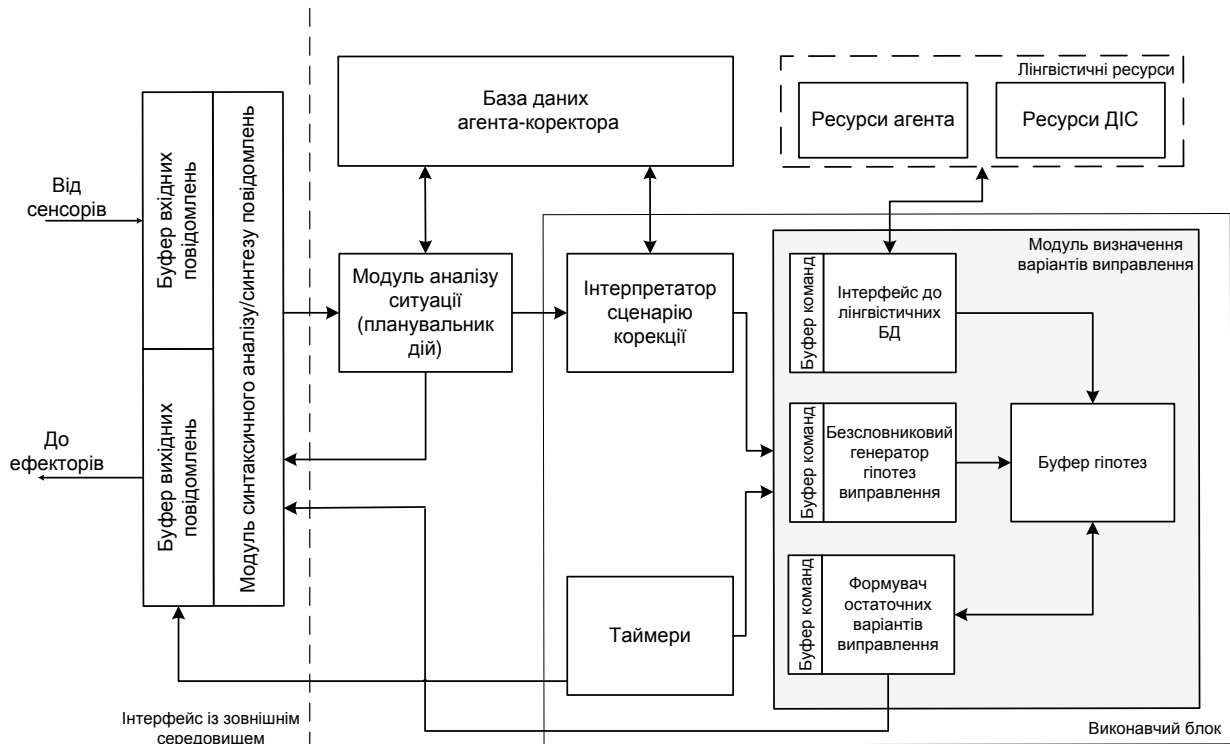 Лінгвістичні ресурси
База даних
агента-коректора
Ресурси агента
Ресурси ДІС
Від
сенсорів
Буфер вхідних
повідомлень
Модуль синтаксичного аналізу/синтезу повідомлень
Модуль аналізу
ситуації
(планувальник
дій)
Інтерпретатор
сценарію
корекції
Модуль визначення
варіантів виправлення
Буфер команд
Інтерфейс до
лінгвістичних
БД
До
ефекторів
Буфер вихідних
повідомлень
Буфер команд
Безсловниковий
генератор
гіпотез
виправлення
Буфер гіпотез
Таймери
Буфер команд
Формувач
остаточних
варіантів
виправлення
Інтерфейс із зовнішнім
середовищем
Виконавчий блок